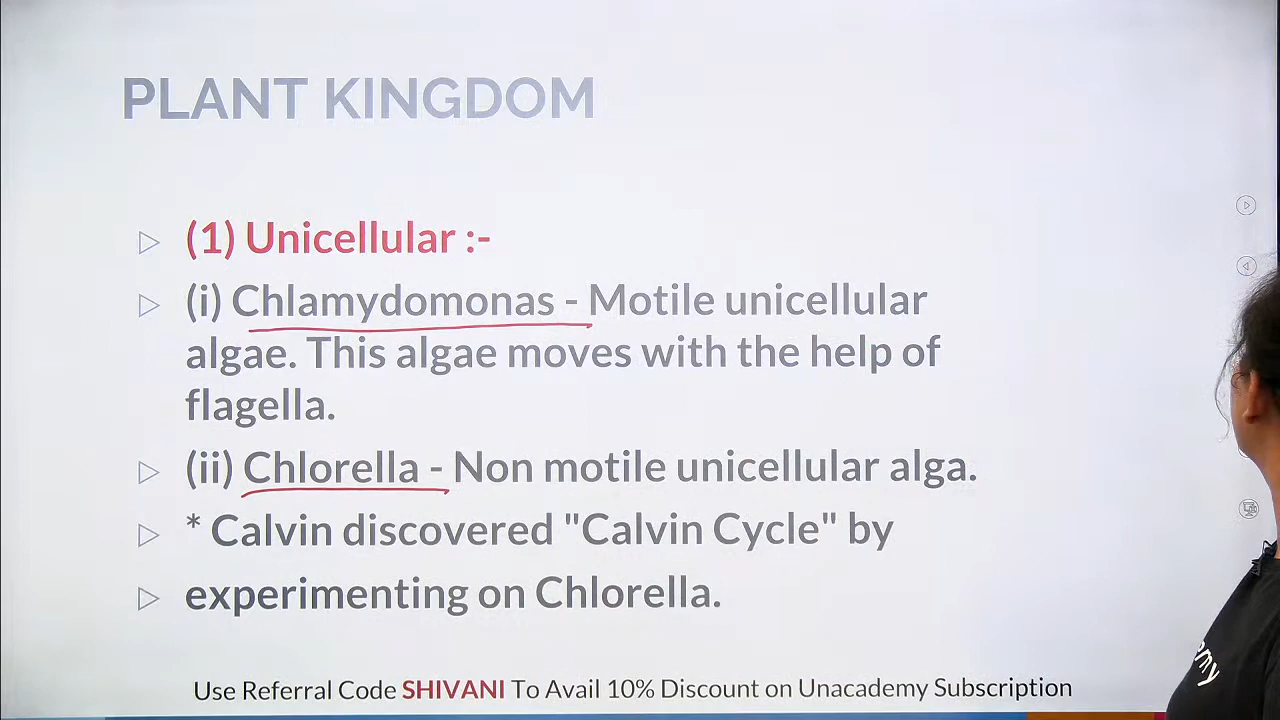 PLANT KINGDOM
(1) Unicellular :-
(i) Chlamydomonas - Motile unicellular
algae. This algae moves with the help of
flagella.
(ii) Chlorella - Non motile unicellular alga.
* Calvin discovered "Calvin Cycle" by
experimenting on Chlorella.
Use Referral Code SHIVANI To Avail 10% Discount on Unacademy Subscription